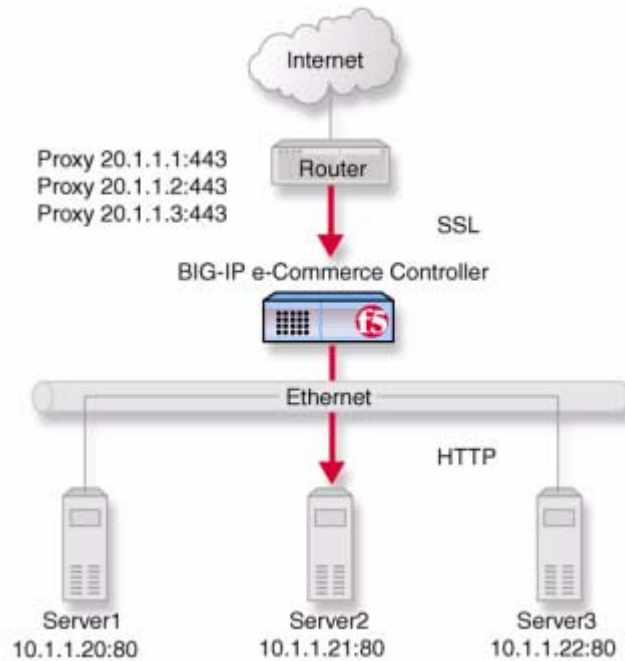 Internet
Proxy 20.1.1.1:443
Proxy 20.1.1.2:443
Proxy 20.1.1.3:443
Router
SSL
BIG-IP e-Commerce Controller
f5
Ethernet
HTTP
Server1
10.1.1.20:80
Server2
10.1.1.21:80
Server3
10.1.1.22:80